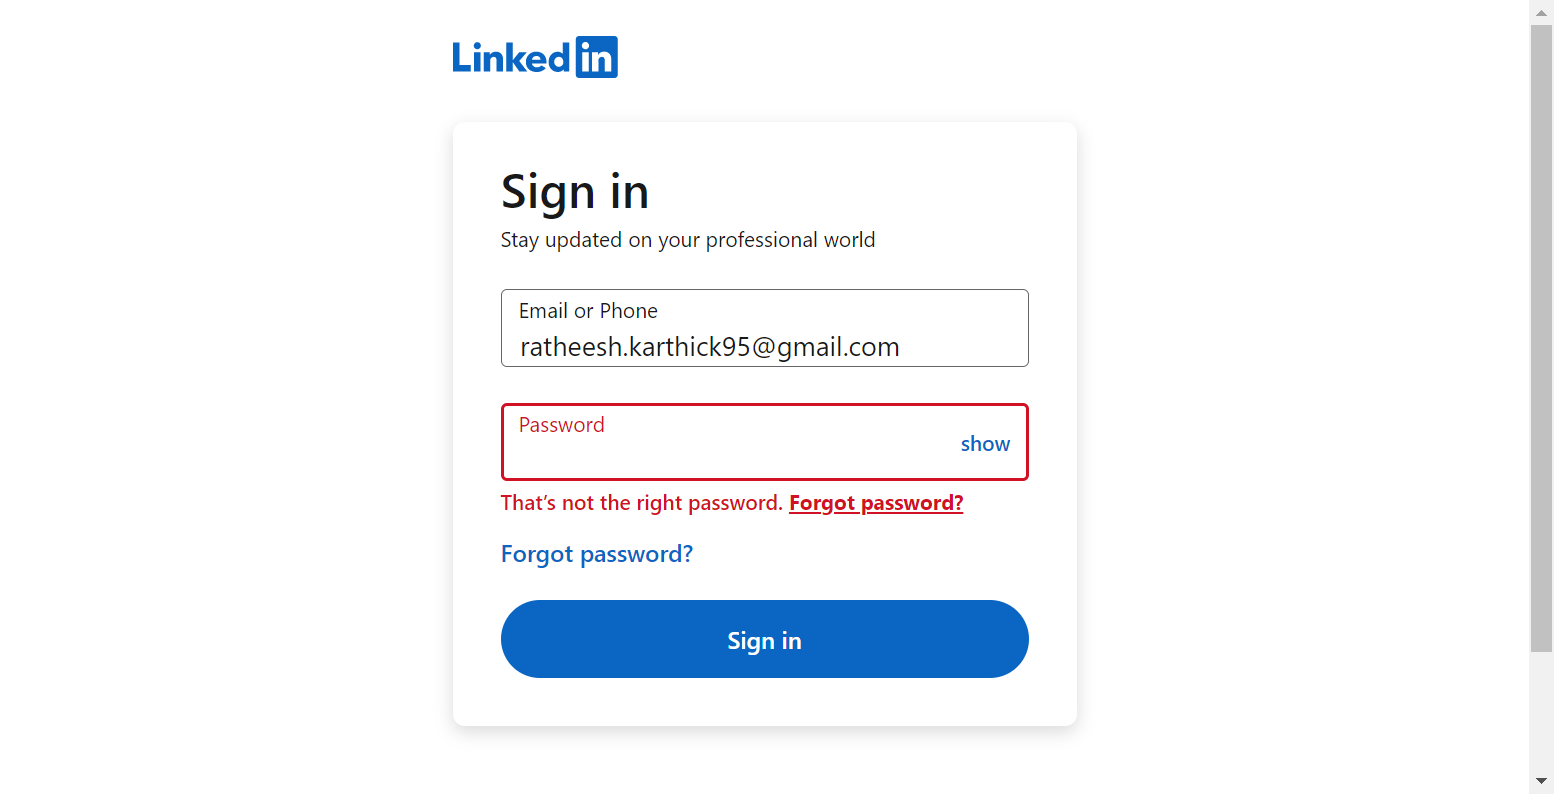 Linked in
Sign in
Stay updated on your professional world
Email or Phone
ratheesh.karthick95@gmail.com
Password
show
That’s not the right password. Forgot password?
Forgot password?
Sign in